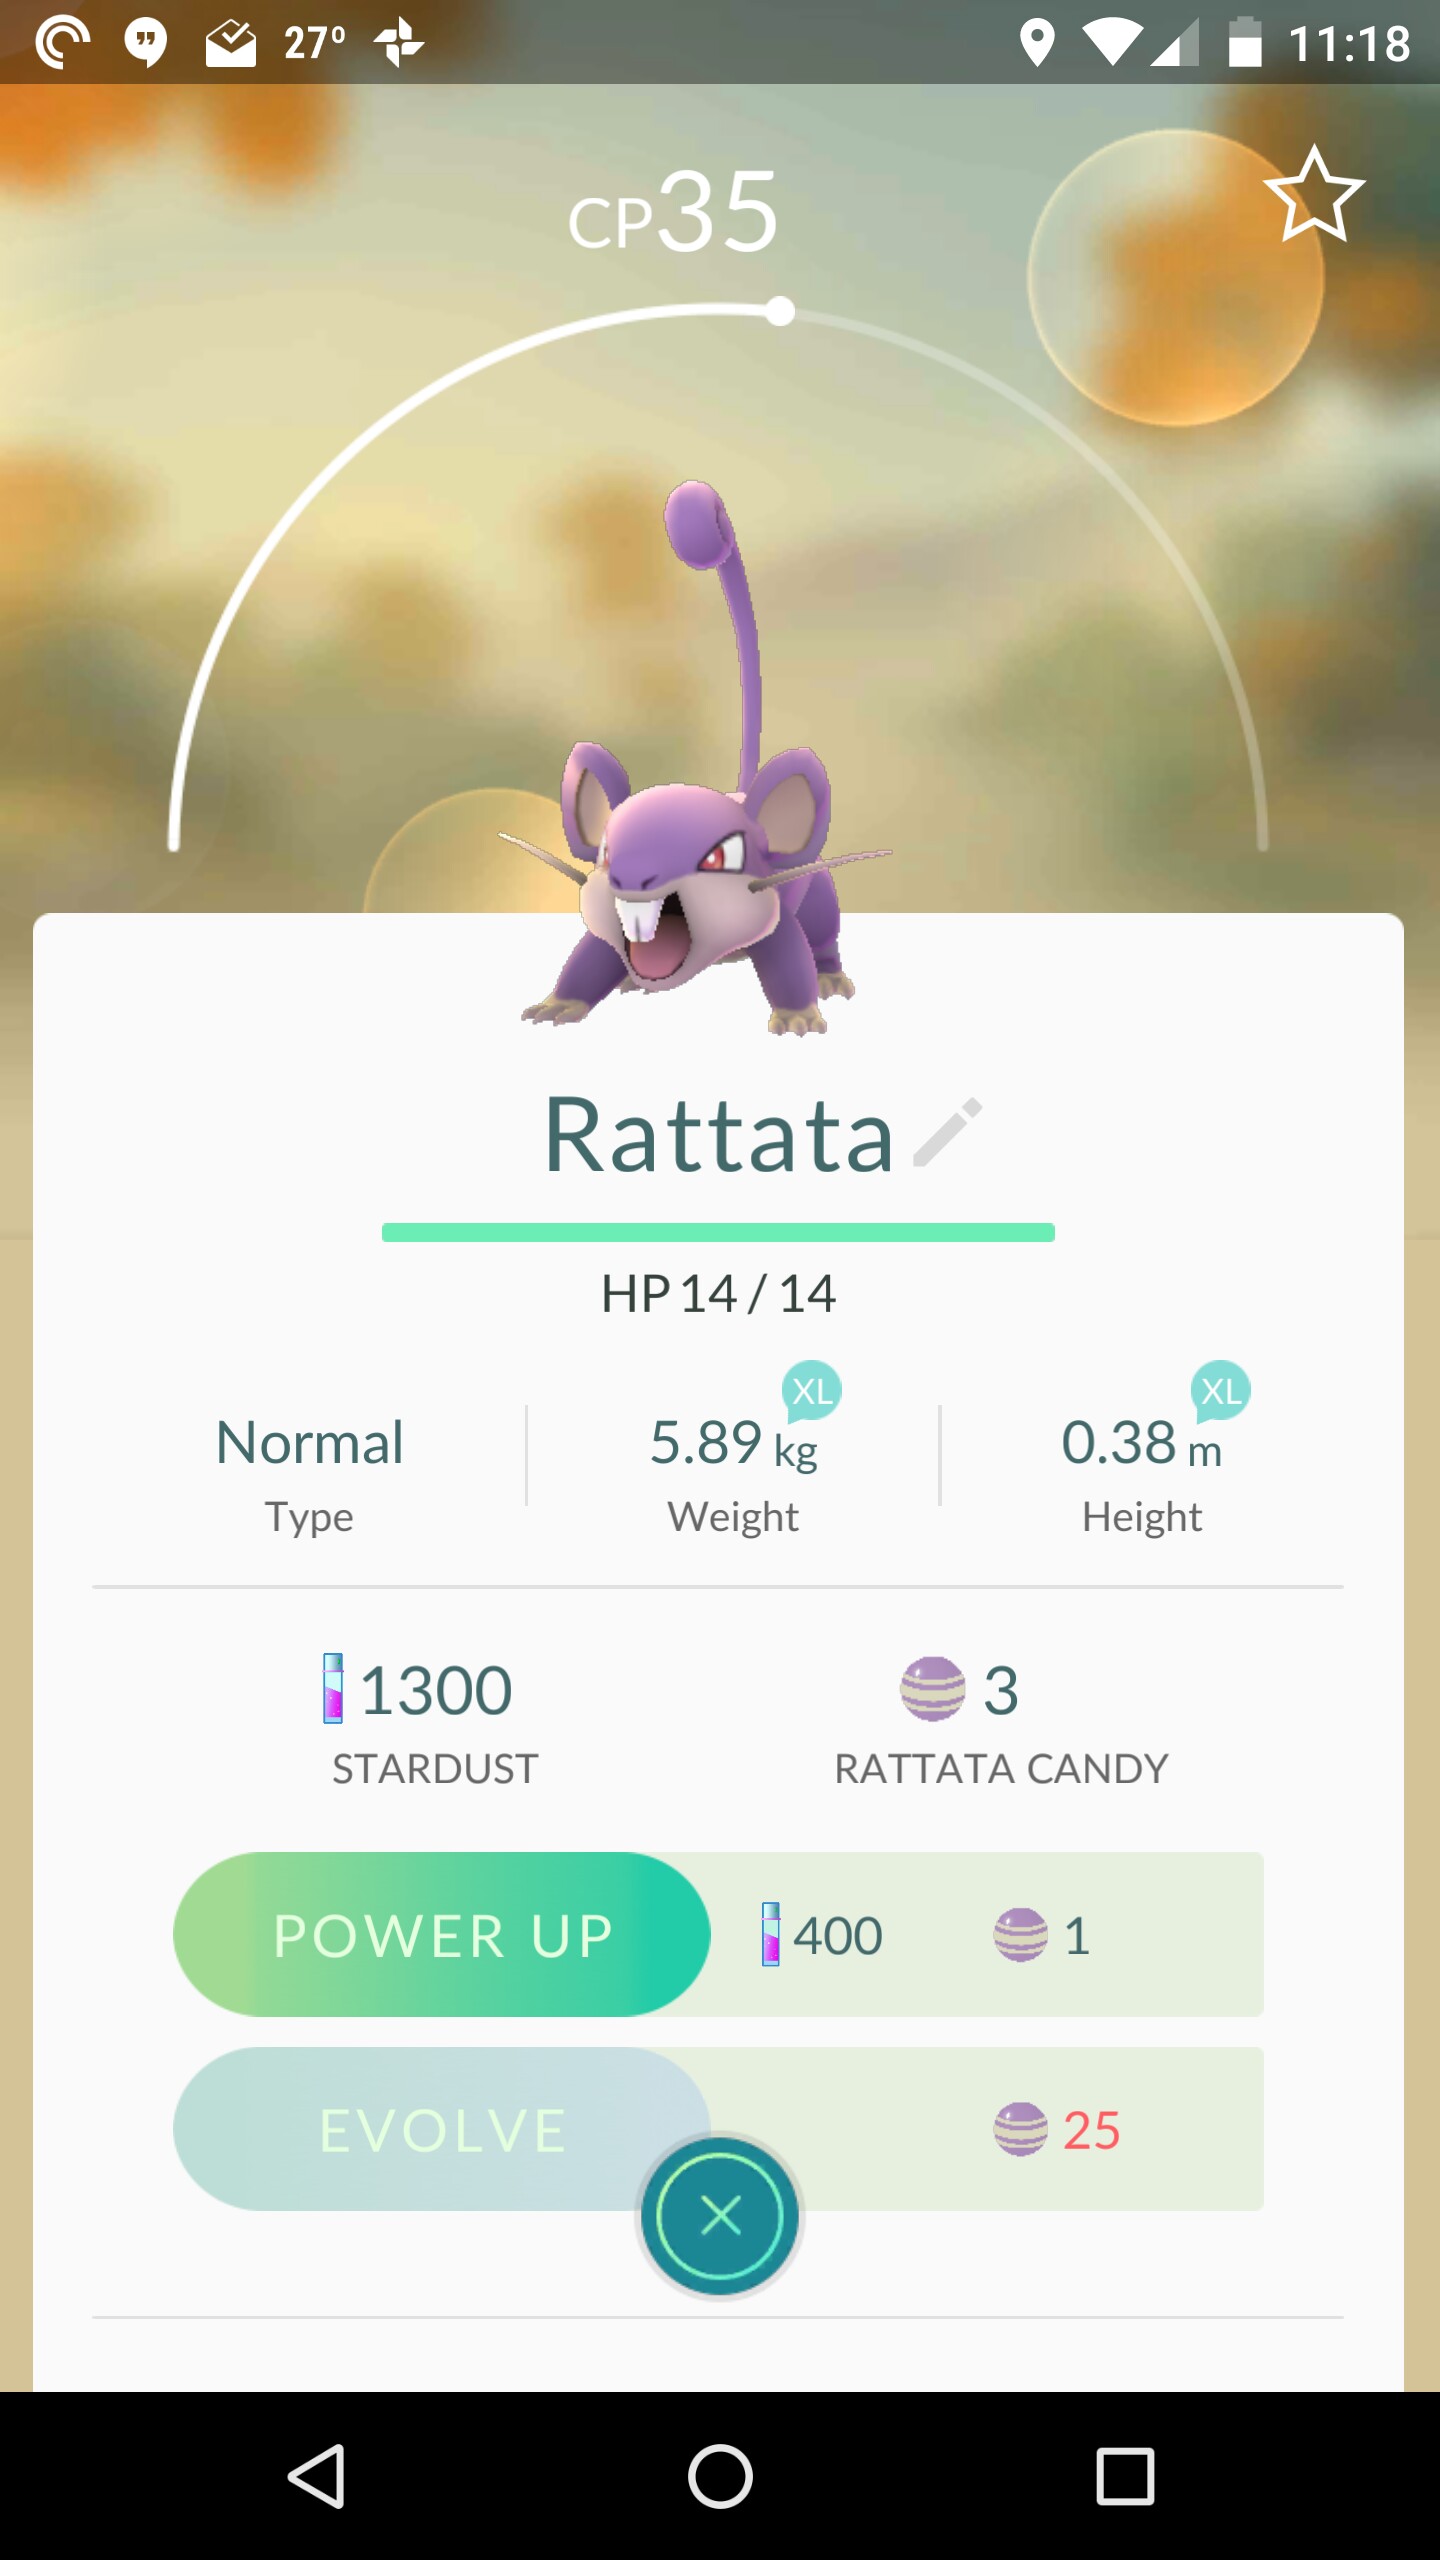 27° 11:18
CP35
Rattata
HP 14 / 14
XL XL
Normal 5.89 kg 0.38 m
Type Weight Height
1300 3
STARDUST RATTATA CANDY
POWER UP 400 1
EVOLVE 25